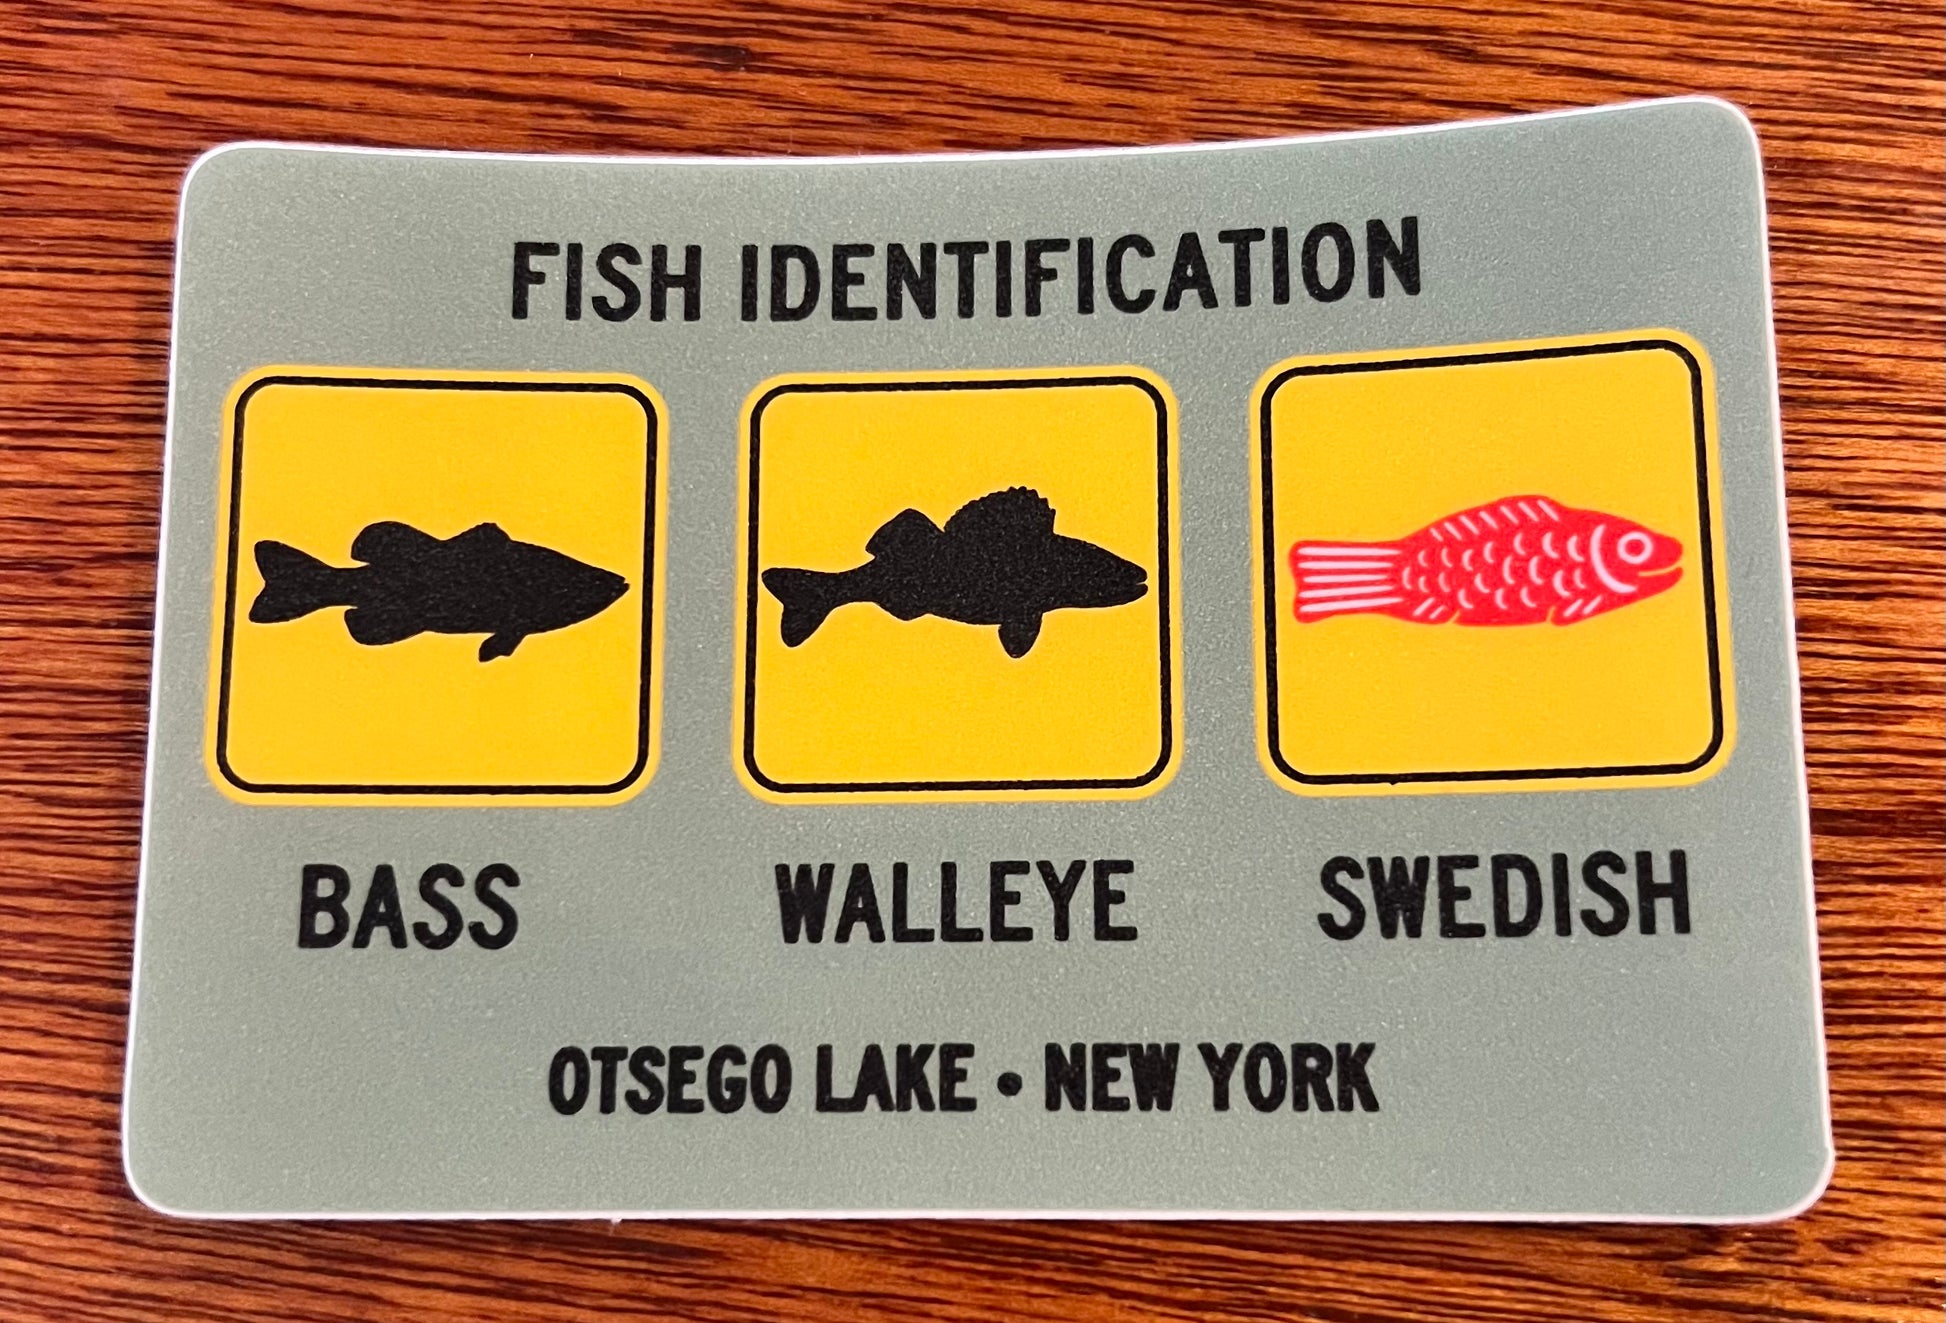 FISH IDENTIFICATION
BASS WALLEYE SWEDISH
OTSEGO LAKE • NEW YORK